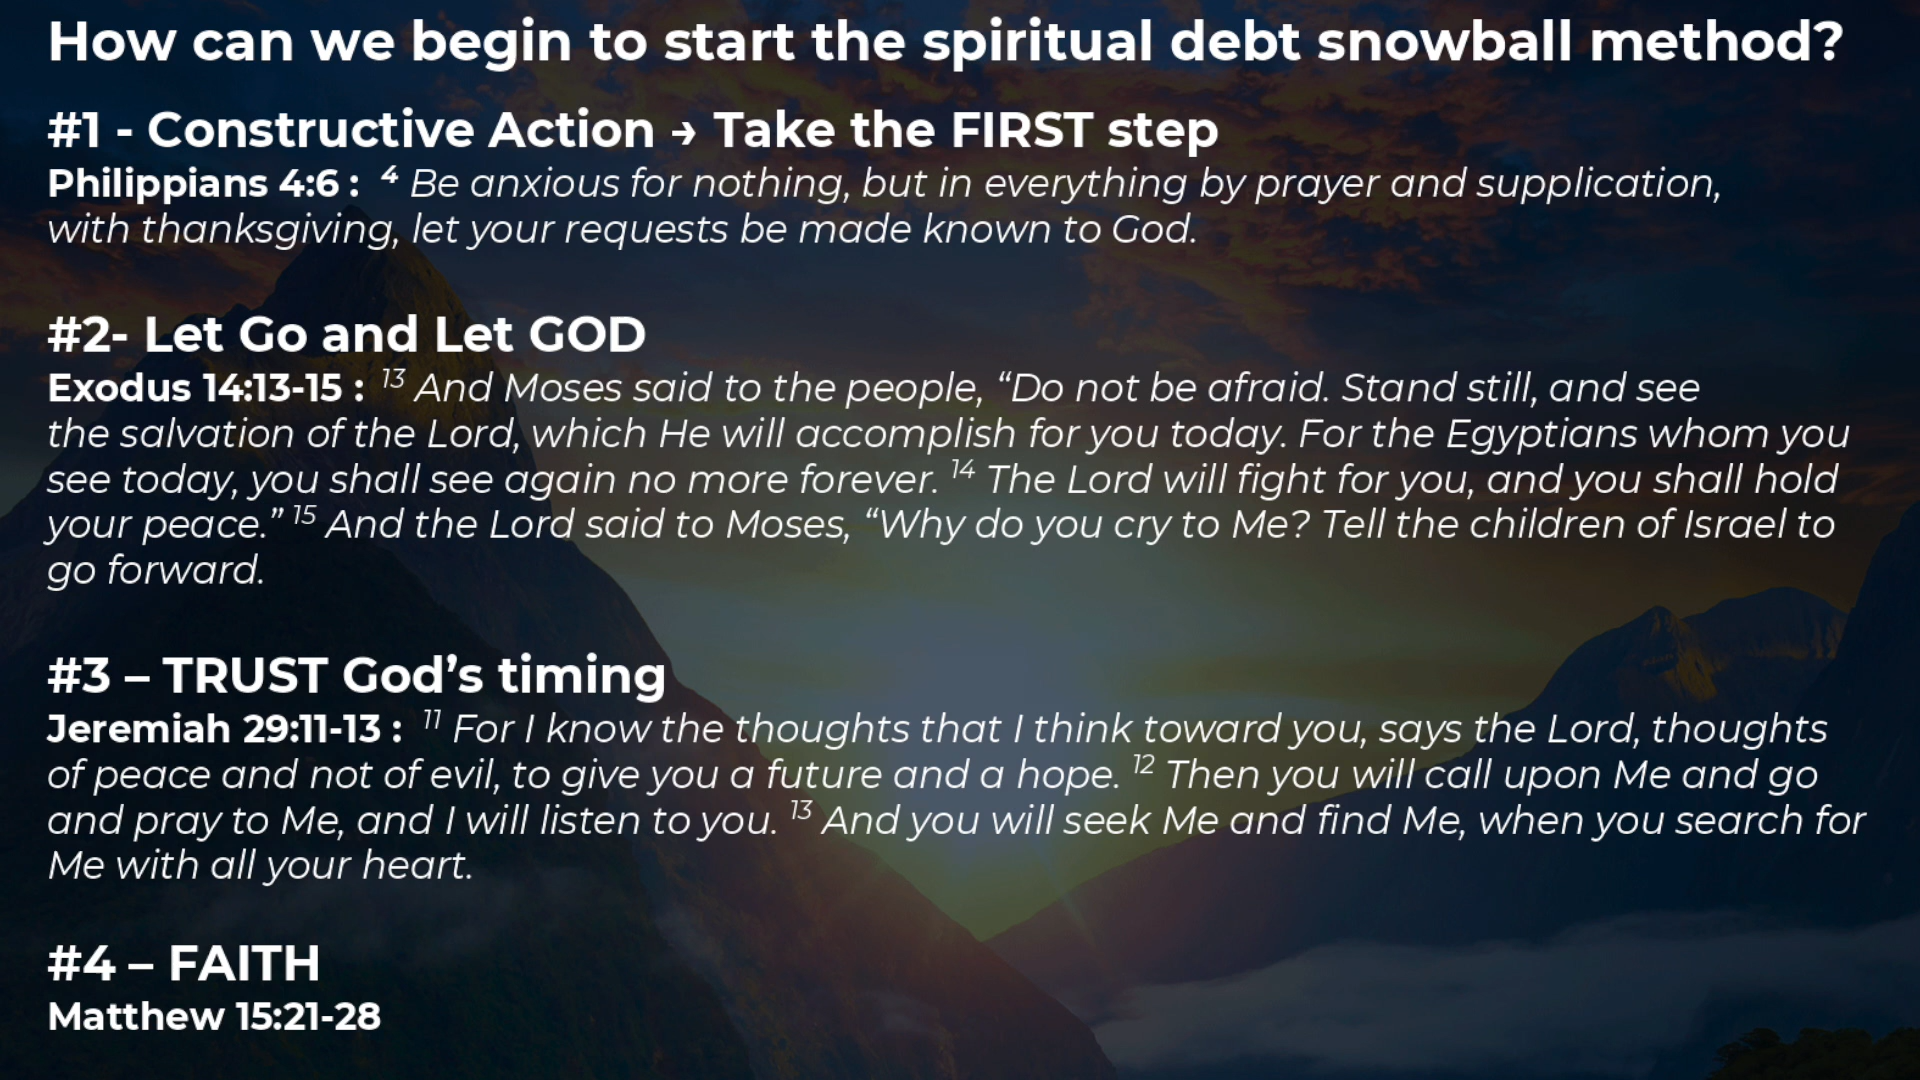 How can we begin to start the spiritual debt snowball method?
#1 - Constructive Action → Take the FIRST step
Philippians 4:6 : ⁴ Be anxious for nothing, but in everything by prayer and supplication,
with thanksgiving, let your requests be made known to God.
#2- Let Go and Let GOD
Exodus 14:13-15 : ¹³ And Moses said to the people, “Do not be afraid. Stand still, and see
the salvation of the Lord, which He will accomplish for you today. For the Egyptians whom you
see today, you shall see again no more forever. ¹⁴ The Lord will fight for you, and you shall hold
your peace.” ¹⁵ And the Lord said to Moses, “Why do you cry to Me? Tell the children of Israel to
go forward.
#3 – TRUST God’s timing
Jeremiah 29:11-13 : ¹¹ For I know the thoughts that I think toward you, says the Lord, thoughts
of peace and not of evil, to give you a future and a hope. ¹² Then you will call upon Me and go
and pray to Me, and I will listen to you. ¹³ And you will seek Me and find Me, when you search for
Me with all your heart.
#4 – FAITH
Matthew 15:21-28